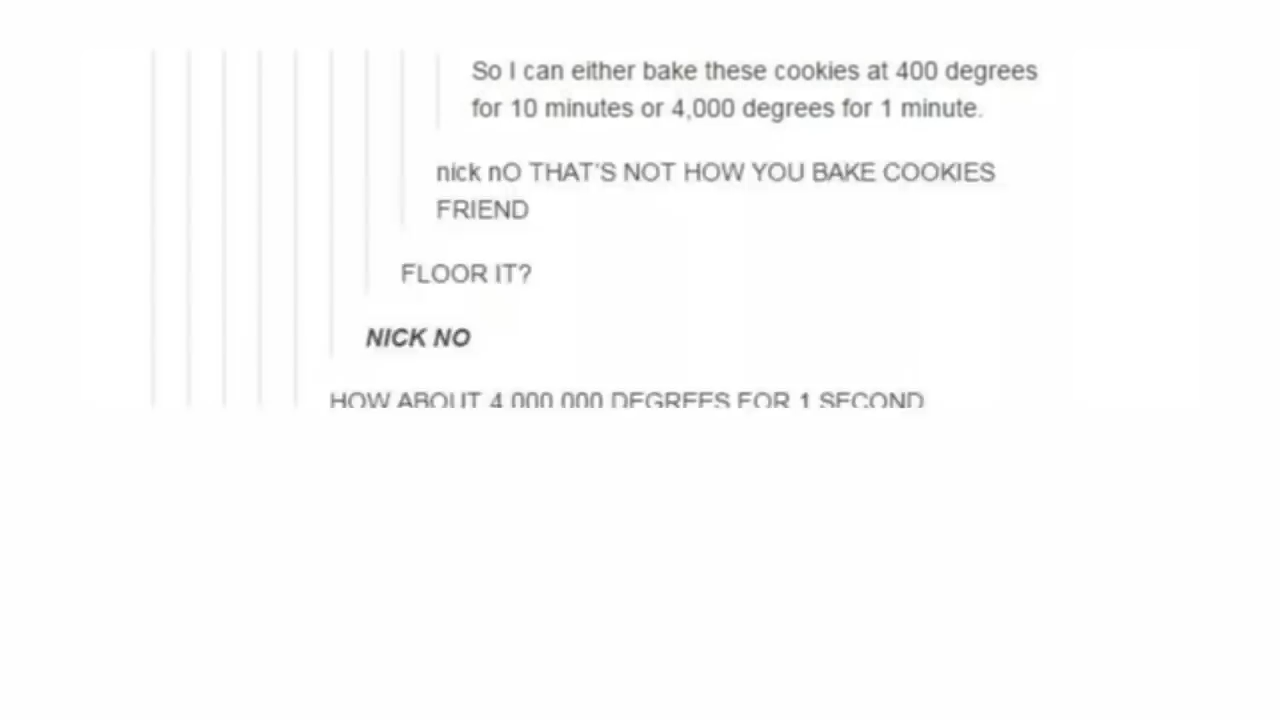 So I can either bake these cookies at 400 degrees
for 10 minutes or 4,000 degrees for 1 minute.
nick nO THAT'S NOT HOW YOU BAKE COOKIES
FRIEND
FLOOR IT?
NICK NO
HOW ABOUT 4,000,000 DEGREES FOR 1 SECOND